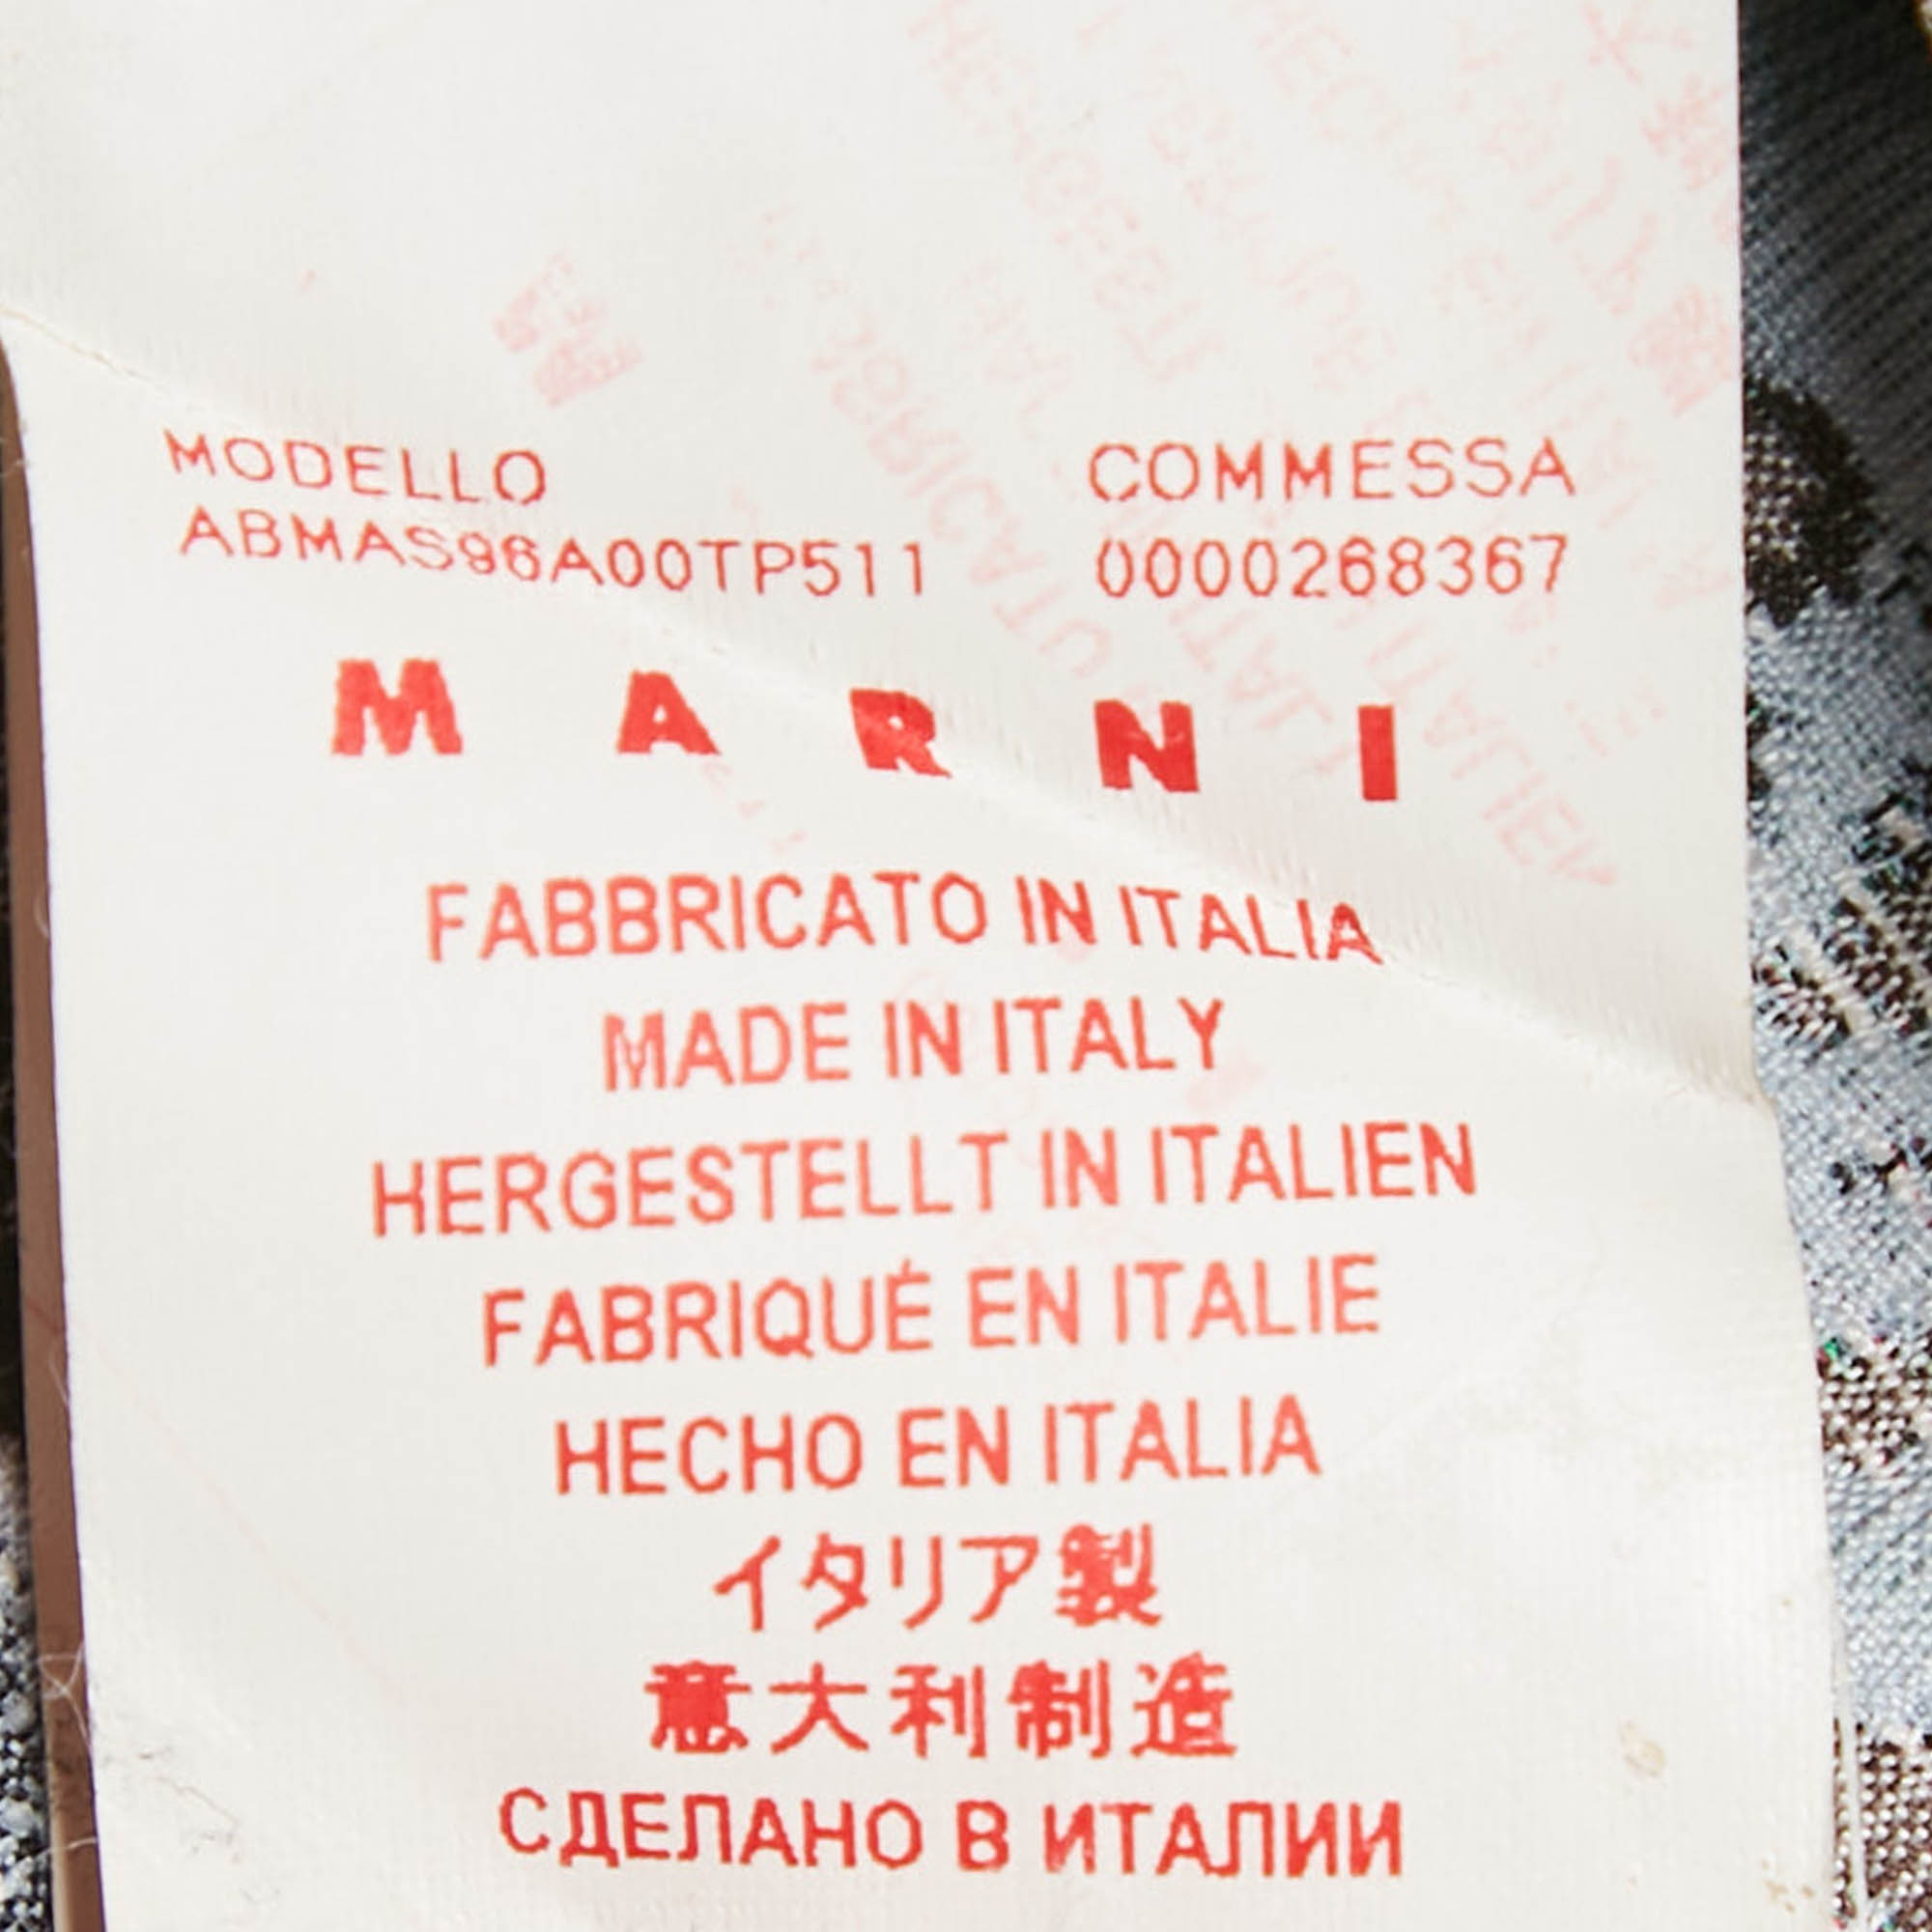 MODELLO COMMESSA
ABMAS96A00TP511 0000268367
MARNI
FABBRICATO IN ITALIA
MADE IN ITALY
HERGESTELLT IN ITALIEN
FABRIQUÉ EN ITALIE
HECHO EN ITALIA
イタリア製
意大利制造
СДЕЛАНО В ИТАЛИИ